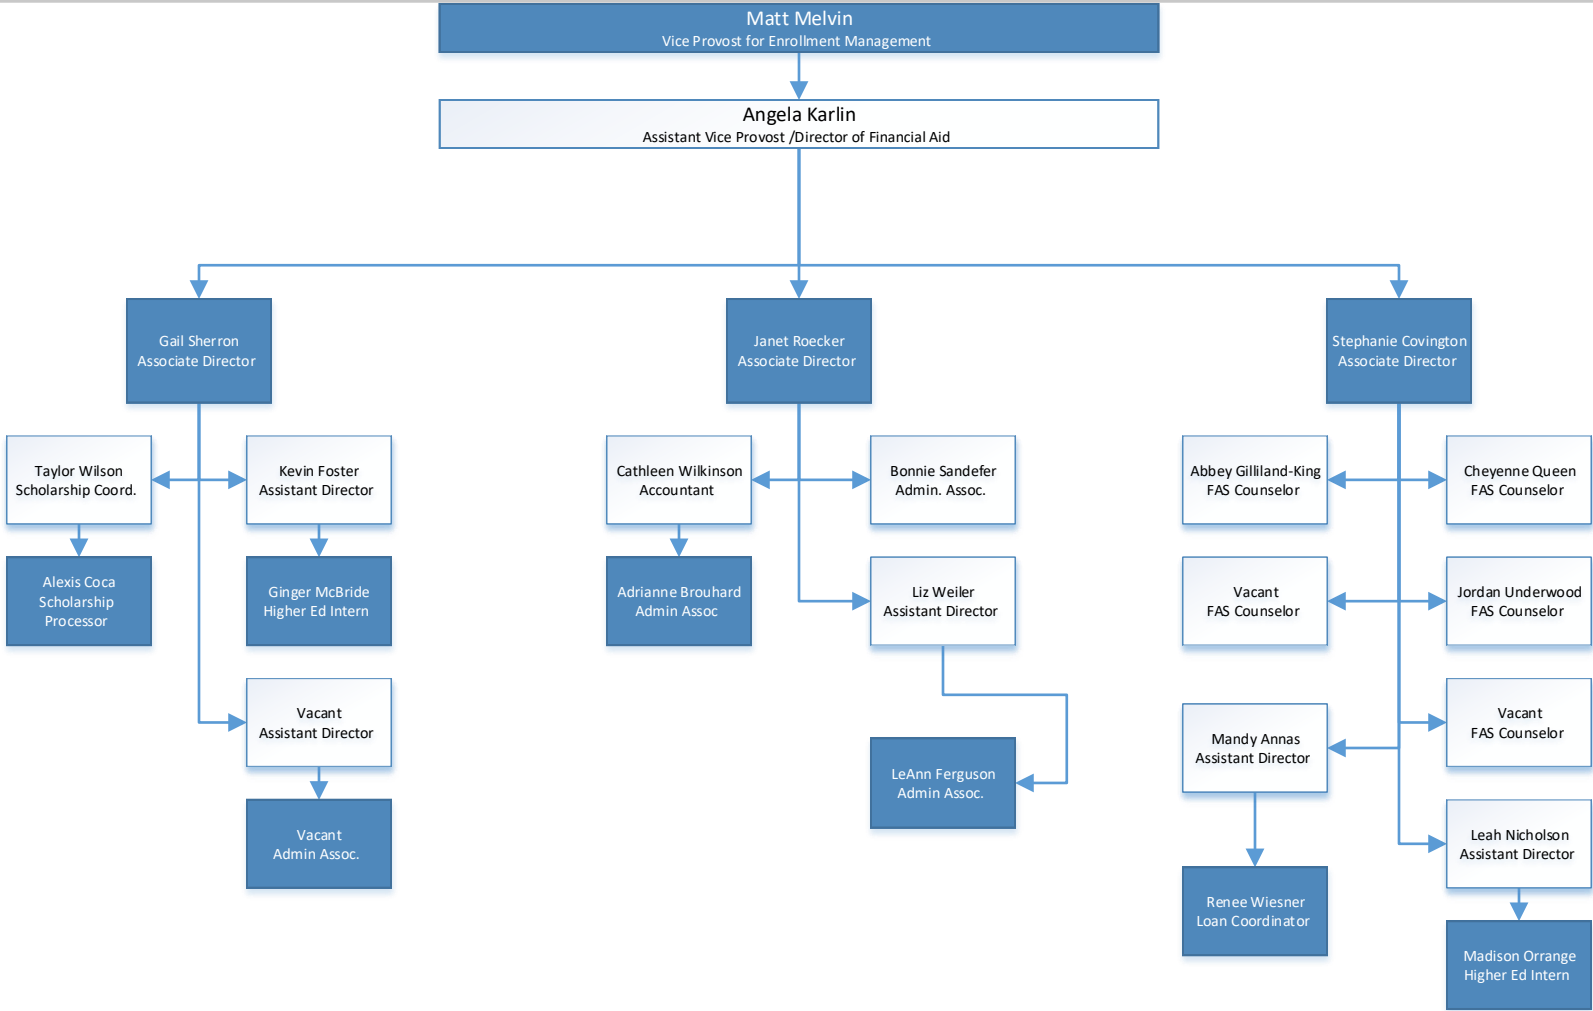 Matt Melvin
Vice Provost for Enrollment Management
Angela Karlin
Assistant Vice Provost /Director of Financial Aid
Gail Sherron
Associate Director
Janet Roecker
Associate Director
Stephanie Covington
Associate Director
Taylor Wilson
Scholarship Coord.
Kevin Foster
Assistant Director
Cathleen Wilkinson
Accountant
Bonnie Sandefer
Admin. Assoc.
Abbey Gilliland-King
FAS Counselor
Cheyenne Queen
FAS Counselor
Alexis Coca
Scholarship
Processor
Ginger McBride
Higher Ed Intern
Adrianne Brouhard
Admin Assoc
Liz Weiler
Assistant Director
Vacant
FAS Counselor
Jordan Underwood
FAS Counselor
Vacant
Assistant Director
Vacant
FAS Counselor
Mandy Annas
Assistant Director
LeAnn Ferguson
Admin Assoc.
Vacant
Admin Assoc.
Leah Nicholson
Assistant Director
Renee Wiesner
Loan Coordinator
Madison Orrange
Higher Ed Intern